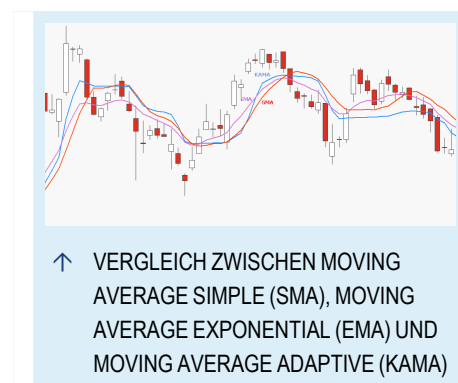 KAMA
EMA
SMA
VERGLEICH ZWISCHEN MOVING
AVERAGE SIMPLE (SMA), MOVING
AVERAGE EXPONENTIAL (EMA) UND
MOVING AVERAGE ADAPTIVE (KAMA)